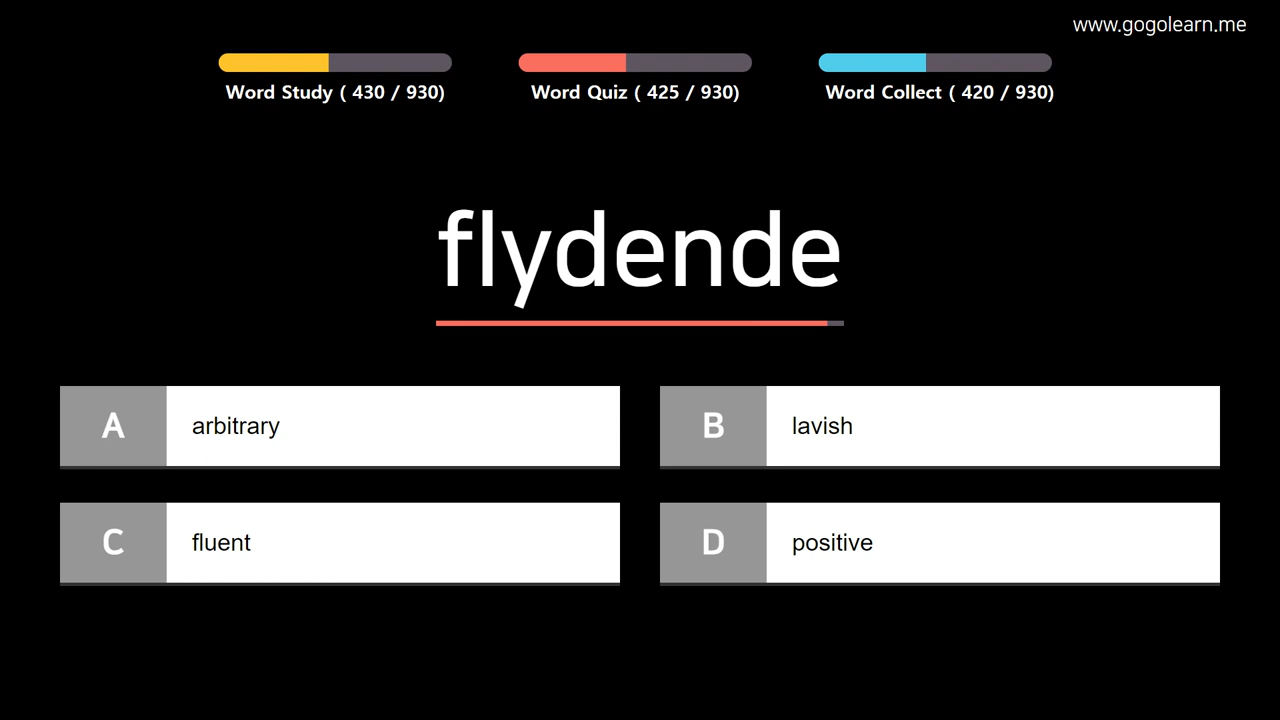 www.gogolearn.me
Word Study ( 430 / 930)
Word Quiz ( 425 / 930)
Word Collect ( 420 / 930)
flydende
A
arbitrary
B
lavish
C
fluent
D
positive